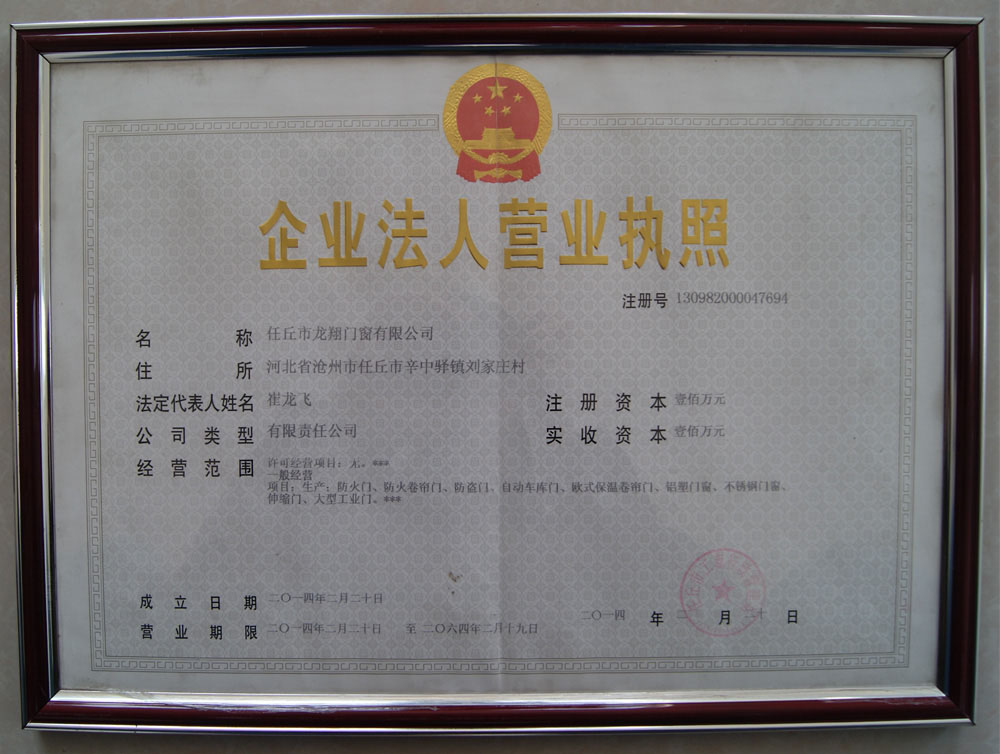 企业法人营业执照
注册号 130982000047694
名称 任丘市龙翔门窗有限公司
住所 河北省沧州市任丘市辛中驿镇刘家庄村
法定代表人姓名 崔龙飞
注册资本 壹佰万元
公司类型 有限责任公司
实收资本 壹佰万元
经营范围 许可经营项目：无。***
一般经营
项目：生产：防火门、防火卷帘门、防盗门、自动车库门、欧式保温卷帘门、铝塑门窗、不锈钢门窗、
伸缩门、大型工业门。***
成立日期 二〇一四年二月二十日
营业期限 二〇一四年二月二十日 至 二〇六四年二月十九日
二〇一四 年 二 月 二十 日